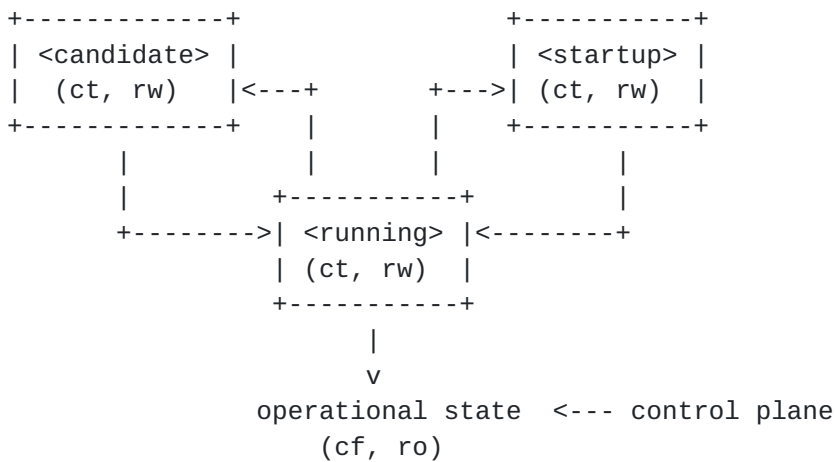 <candidate> <startup>
(ct, rw) (ct, rw)
<running>
(ct, rw)
operational state <--- control plane
(cf, ro)